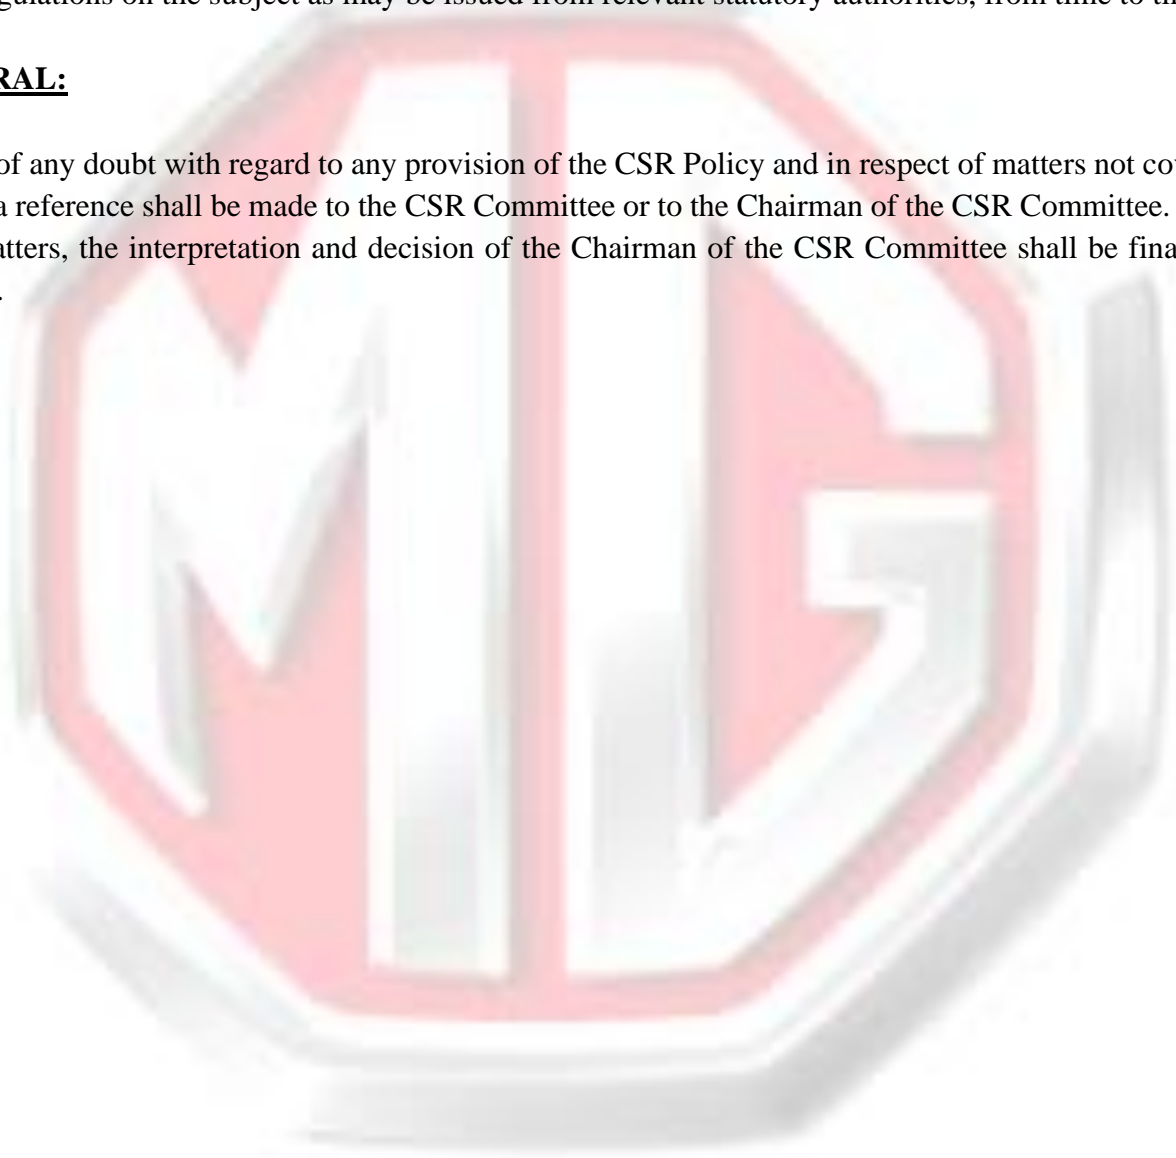 gulations on the subject as may be issued from relevant statutory authorities, from time to ti
RAL:
of any doubt with regard to any provision of the CSR Policy and in respect of matters not cov
a reference shall be made to the CSR Committee or to the Chairman of the CSR Committee.
atters, the interpretation and decision of the Chairman of the CSR Committee shall be fina
.
MG